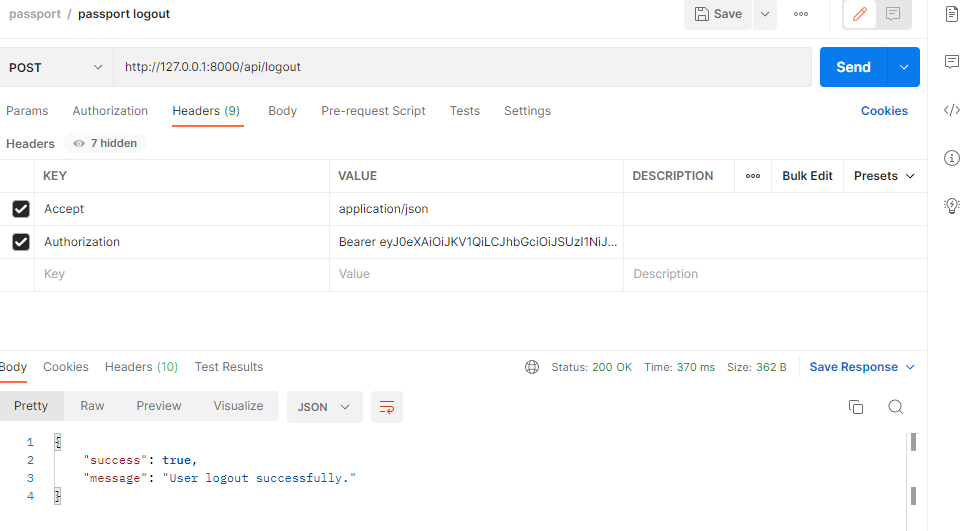 passport / passport logout
Save
POST
http://127.0.0.1:8000/api/logout
Send
Params Authorization Headers (9) Body Pre-request Script Tests Settings Cookies
Headers 7 hidden
KEY VALUE DESCRIPTION Bulk Edit Presets
Accept application/json
Authorization Bearer eyJ0eXAiOiJKV1QiLCJhbGciOiJSUzI1NiJ...
Key Value Description
Body Cookies Headers (10) Test Results Status: 200 OK Time: 370 ms Size: 362 B Save Response
Pretty Raw Preview Visualize JSON
1 {
2 "success": true,
3 "message": "User logout successfully."
4 }